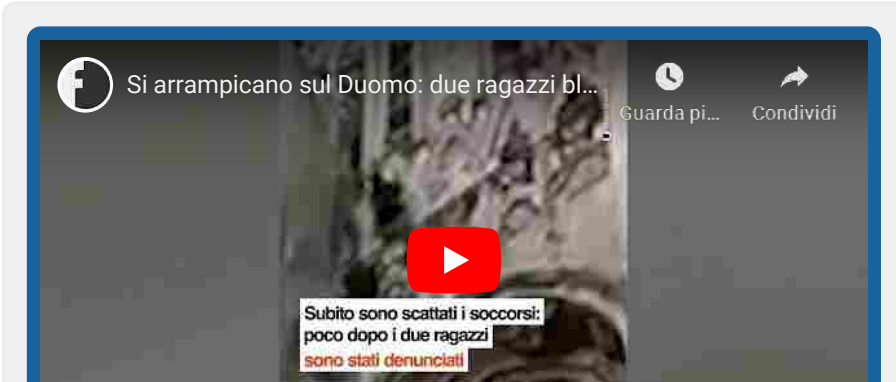 Si arrampicano sul Duomo: due ragazzi bl...
Guarda pi...
Condividi
Subito sono scattati i soccorsi:
poco dopo i due ragazzi
sono stati denunciati